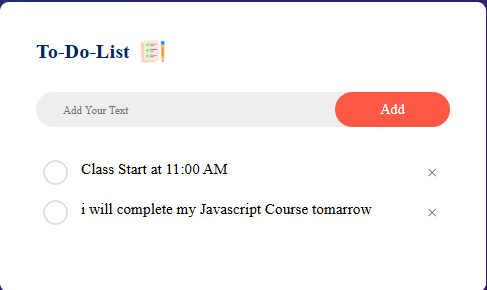 To-Do-List
Add Your Text
Add
Class Start at 11:00 AM
×
i will complete my Javascript Course tomarrow
×